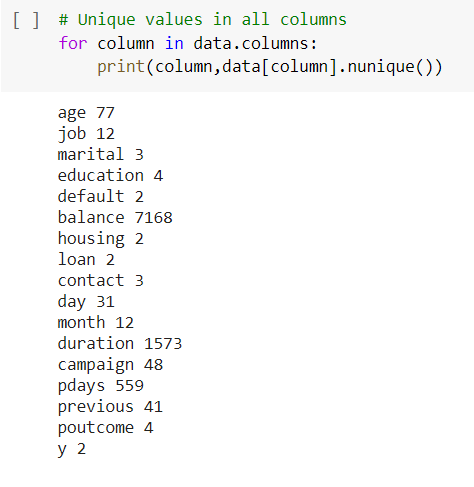 [ ] # Unique values in all columns
for column in data.columns:
    print(column,data[column].nunique())
age 77
job 12
marital 3
education 4
default 2
balance 7168
housing 2
loan 2
contact 3
day 31
month 12
duration 1573
campaign 48
pdays 559
previous 41
poutcome 4
y 2